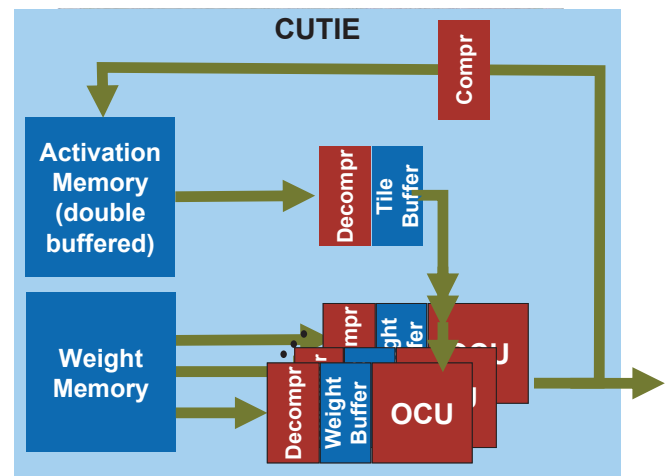 CUTIE
Compr
Activation
Memory
(double
buffered)
Decompr
Tile
Buffer
Weight
Memory
Decompr
Weight
Buffer
OCU